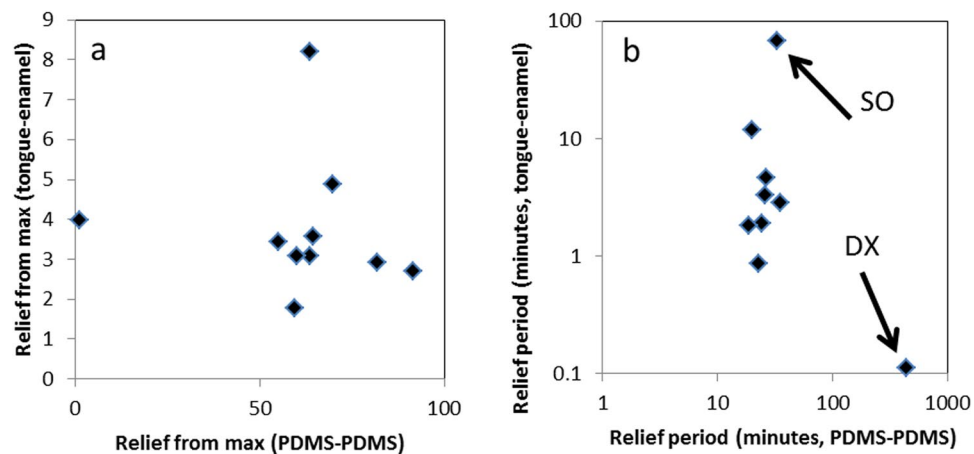 a
9
8
7
6
5
4
3
2
1
0
0 50 100
Relief from max (tongue-enamel)
Relief from max (PDMS-PDMS)
b
100
10
1
0.1
1 10 100 1000
Relief period (minutes, tongue-enamel)
Relief period (minutes, PDMS-PDMS)
SO
DX